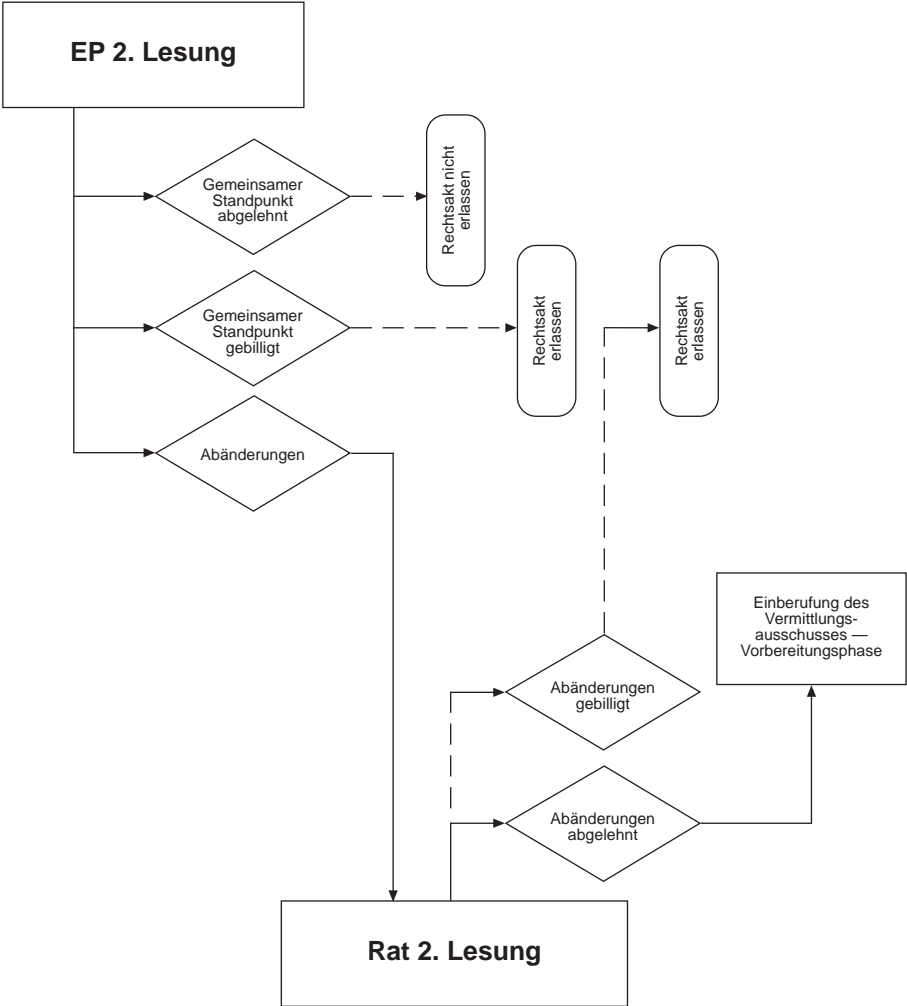 EP 2. Lesung
Gemeinsamer
Standpunkt
abgelehnt
Rechtsakt nicht
erlassen
Gemeinsamer
Standpunkt
gebilligt
Rechtsakt
erlassen
Rechtsakt
erlassen
Abänderungen
Einberufung des
Vermittlungs-
ausschusses —
Vorbereitungsphase
Abänderungen
gebilligt
Abänderungen
abgelehnt
Rat 2. Lesung